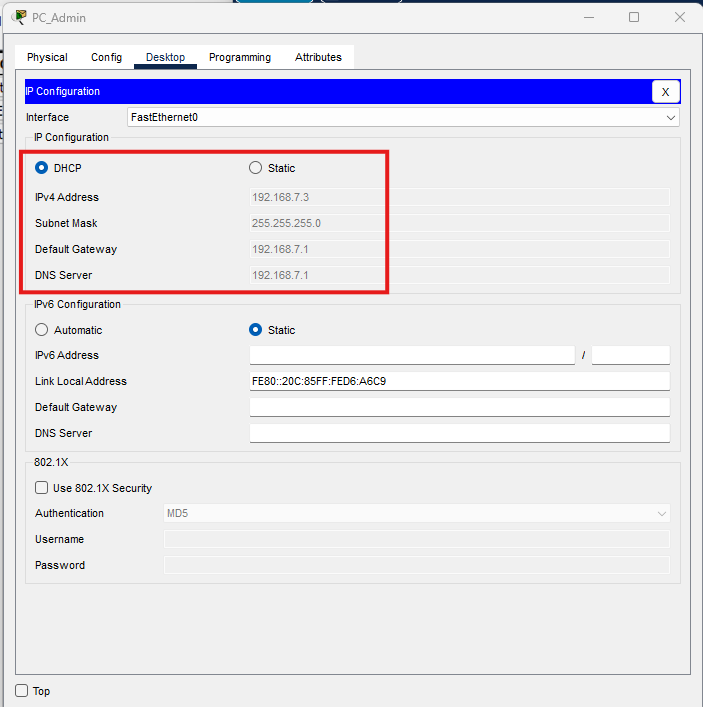 PC_Admin
Physical Config Desktop Programming Attributes
IP Configuration X
Interface FastEthernet0
IP Configuration
DHCP Static
IPv4 Address 192.168.7.3
Subnet Mask 255.255.255.0
Default Gateway 192.168.7.1
DNS Server 192.168.7.1
IPv6 Configuration
Automatic Static
IPv6 Address /
Link Local Address FE80::20C:85FF:FED6:A6C9
Default Gateway
DNS Server
802.1X
Use 802.1X Security
Authentication MD5
Username
Password
Top